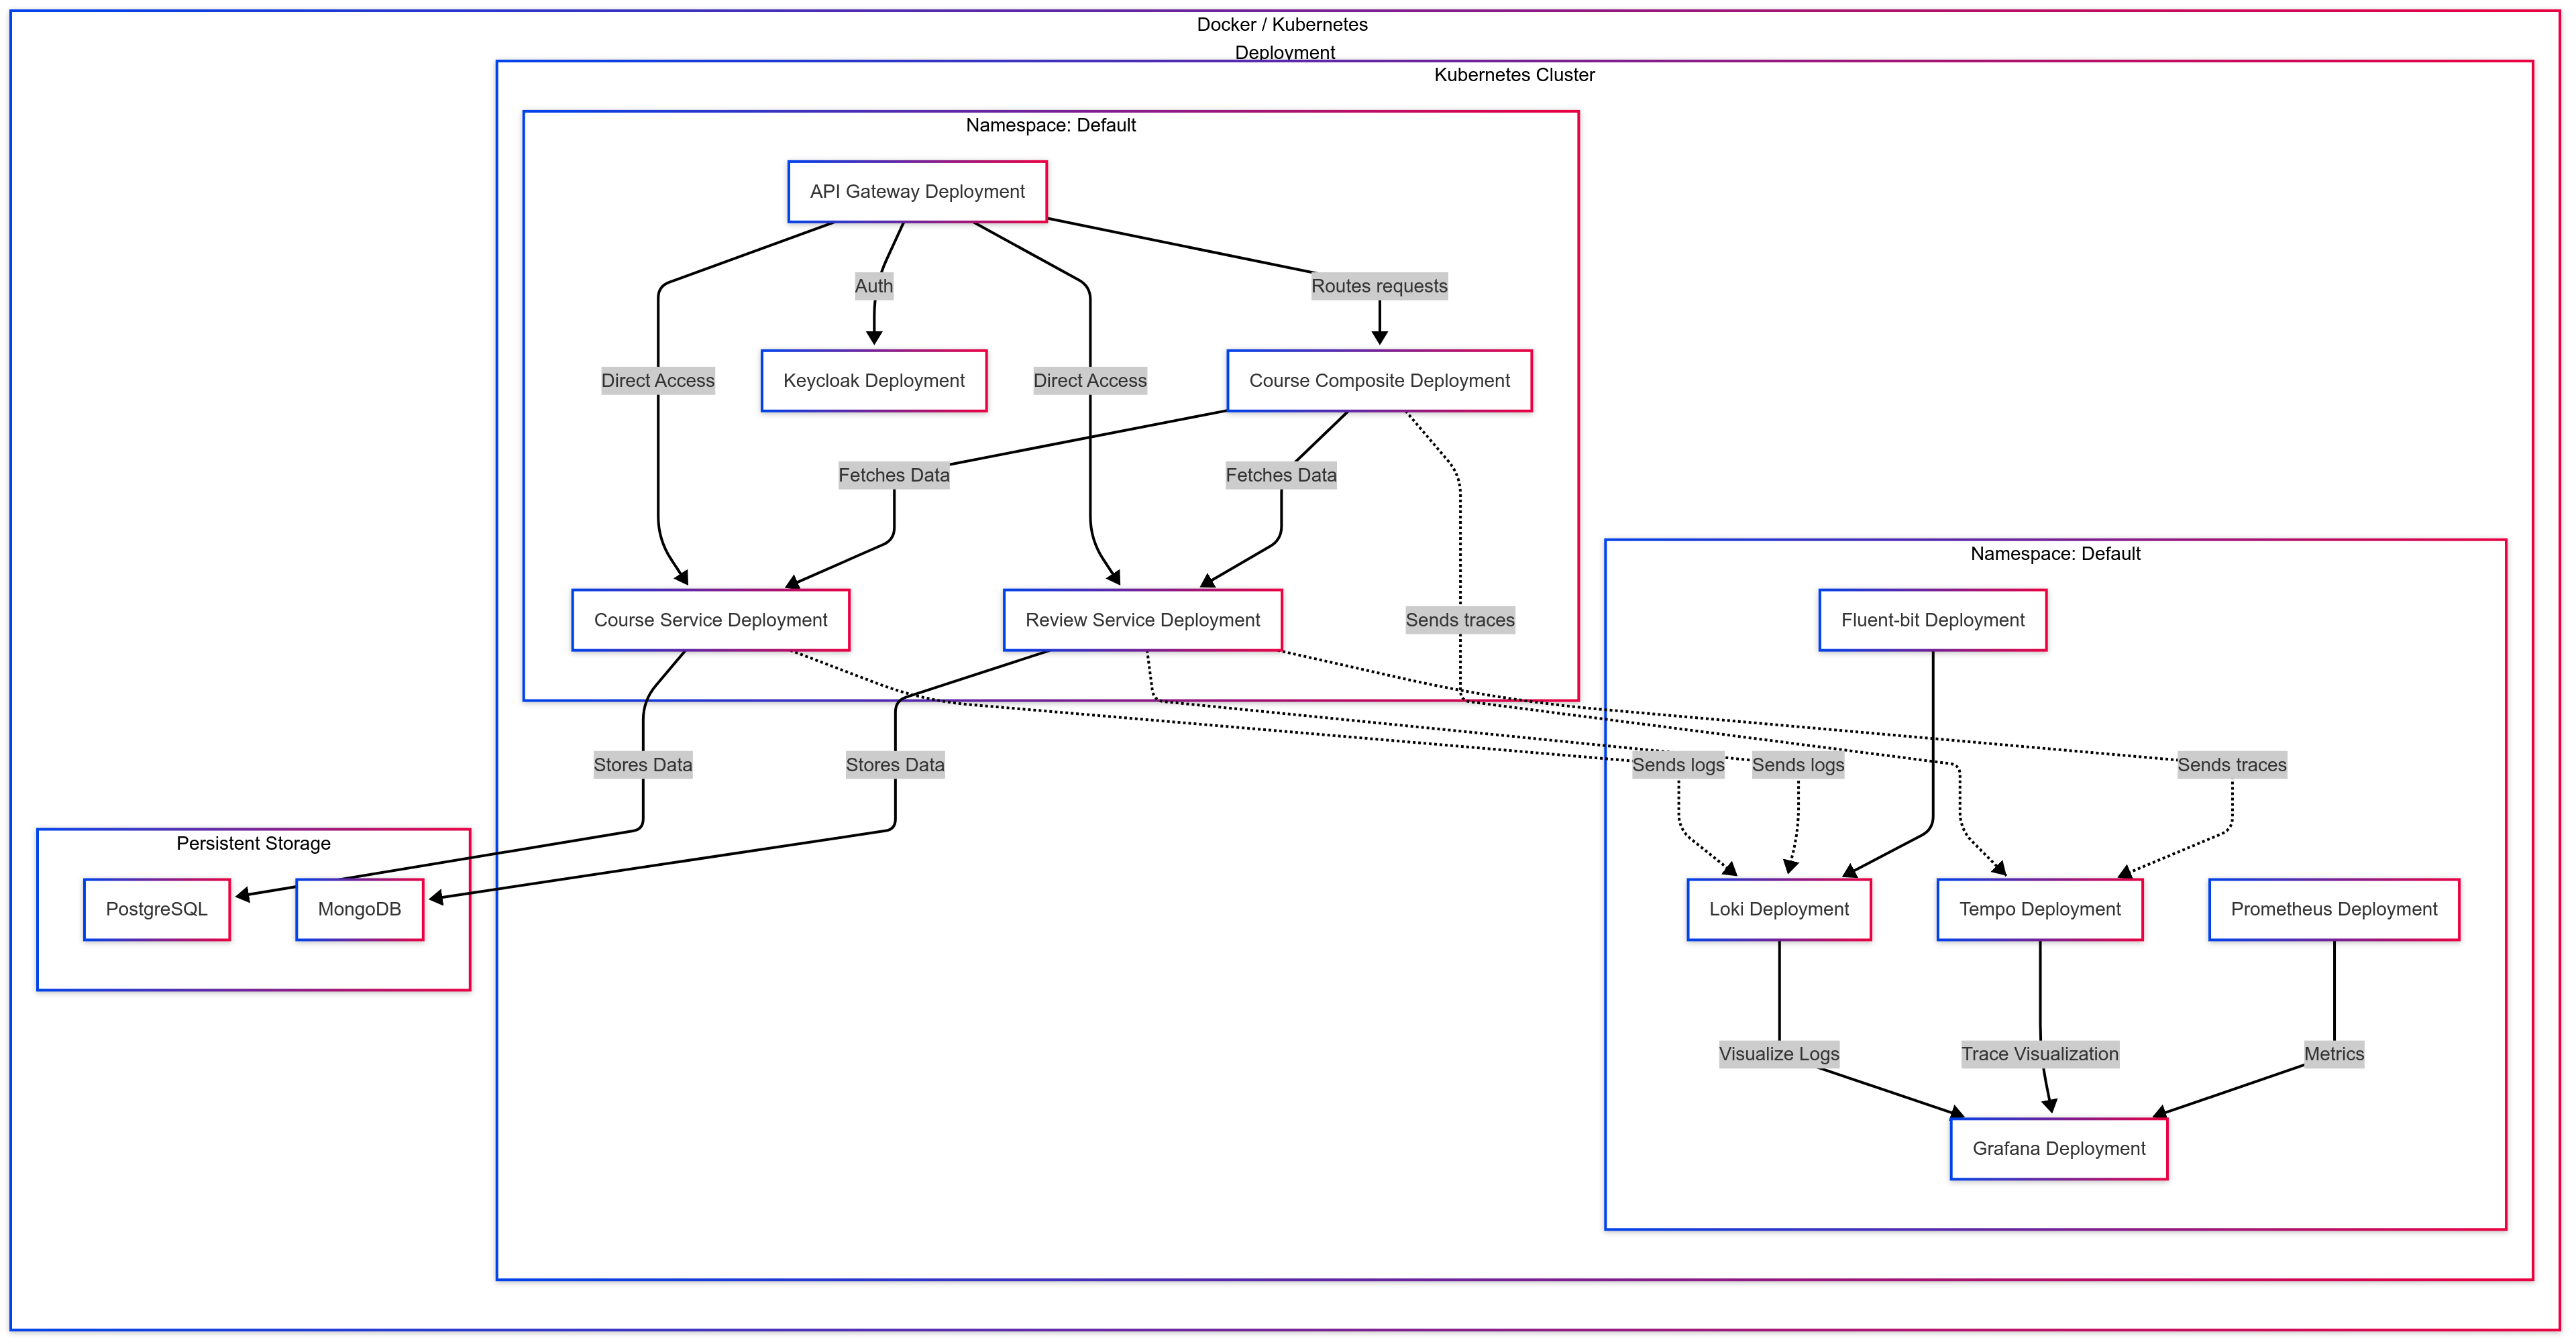 Docker / Kubernetes
Deployment
Kubernetes Cluster
Namespace: Default
API Gateway Deployment
Auth
Routes requests
Direct Access
Keycloak Deployment
Direct Access
Course Composite Deployment
Fetches Data
Fetches Data
Namespace: Default
Course Service Deployment
Review Service Deployment
Sends traces
Fluent-bit Deployment
Stores Data
Stores Data
Sends logs
Sends logs
Sends traces
Persistent Storage
PostgreSQL
MongoDB
Loki Deployment
Tempo Deployment
Prometheus Deployment
Visualize Logs
Trace Visualization
Metrics
Grafana Deployment